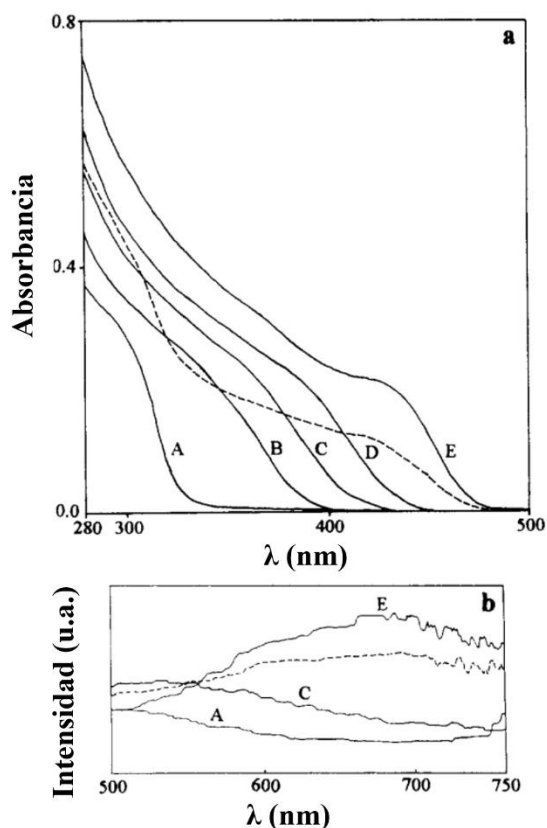 a
Absorbancia
0.8
0.4
0.0
A
B
C
D
E
280
300
400
500
λ (nm)
b
Intensidad (u.a.)
E
C
A
500
600
700
750
λ (nm)